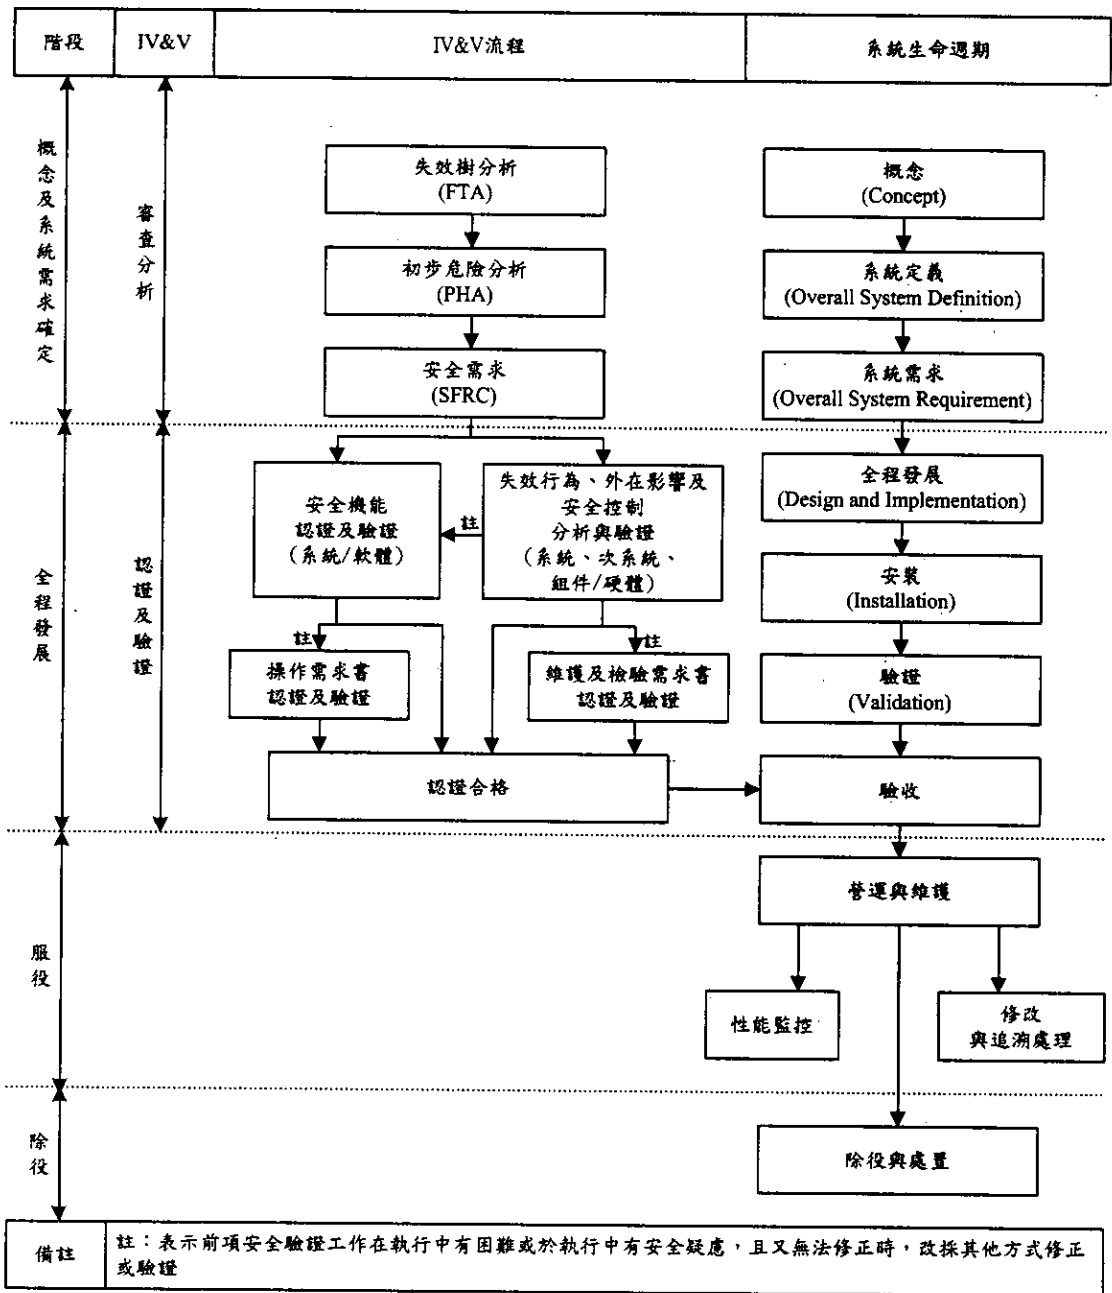 階段
IV&V
IV&V流程
系統生命週期
概念及系統需求確定
審查分析
失效樹分析
(FTA)
概念
(Concept)
初步危險分析
(PHA)
系統定義
(Overall System Definition)
安全需求
(SFRC)
系統需求
(Overall System Requirement)
全程發展
認證及驗證
安全機能
認證及驗證
(系統/軟體)
註
失效行為、外在影響及
安全控制
分析與驗證
(系統、次系統、
組件/硬體)
全程發展
(Design and Implementation)
安裝
(Installation)
註
操作需求書
認證及驗證
註
維護及檢驗需求書
認證及驗證
驗證
(Validation)
認證合格
驗收
服役
營運與維護
性能監控
修改
與追溯處理
除役
除役與處置
備註
註：表示前項安全驗證工作在執行中有困難或於執行中有安全疑慮，且又無法修正時，改採其他方式修正
或驗證